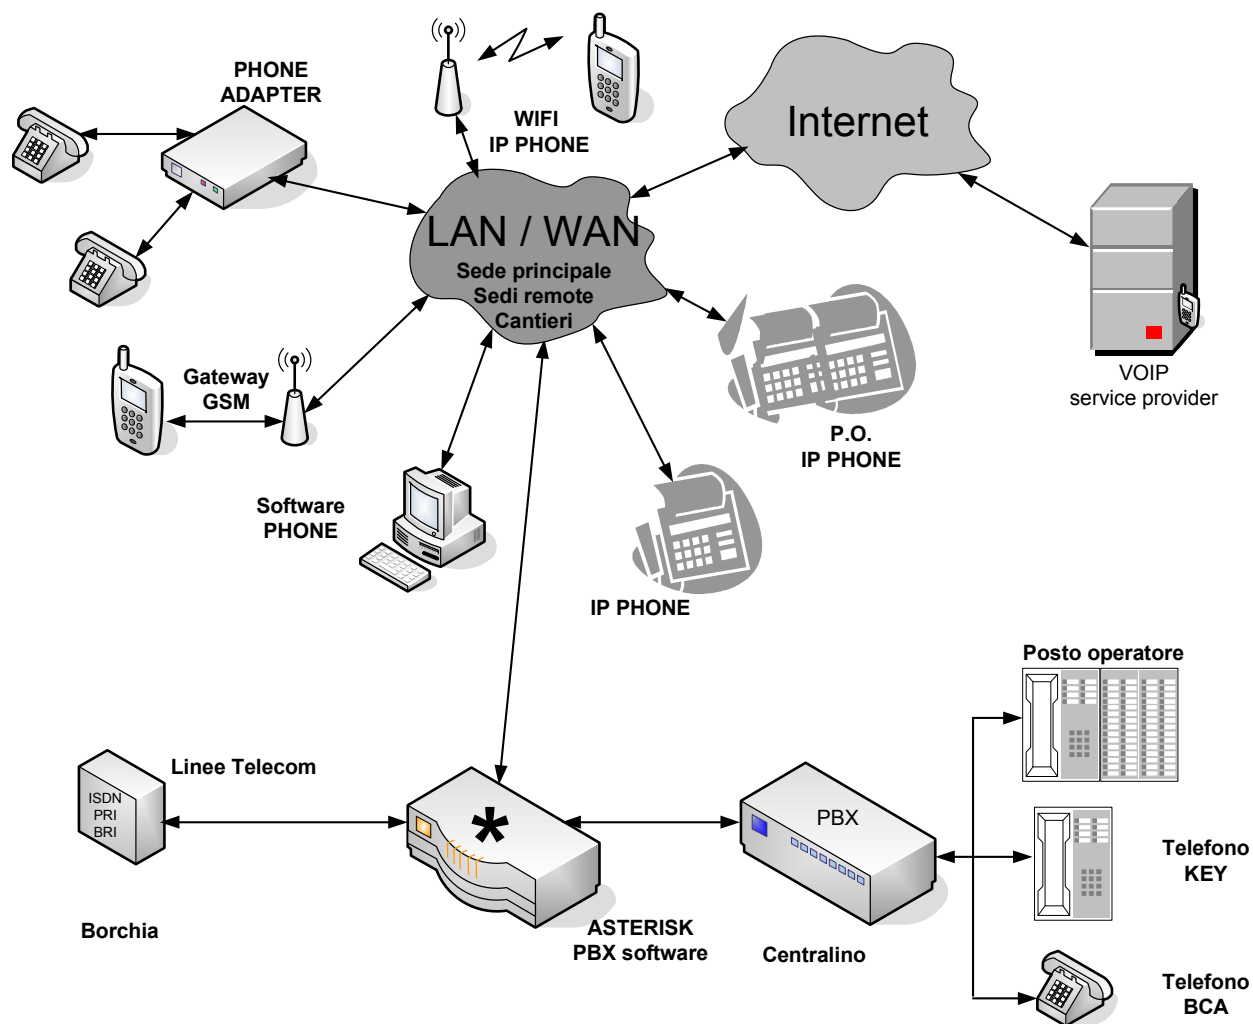 PHONE
ADAPTER
WIFI
IP PHONE
Internet
LAN / WAN
Sede principale
Sedi remote
Cantieri
VOIP
service provider
Gateway
GSM
P.O.
IP PHONE
Software
PHONE
IP PHONE
Posto operatore
Linee Telecom
ISDN
PRI
BRI
*
PBX
Telefono
KEY
Borchia
ASTERISK
PBX software
Centralino
Telefono
BCA